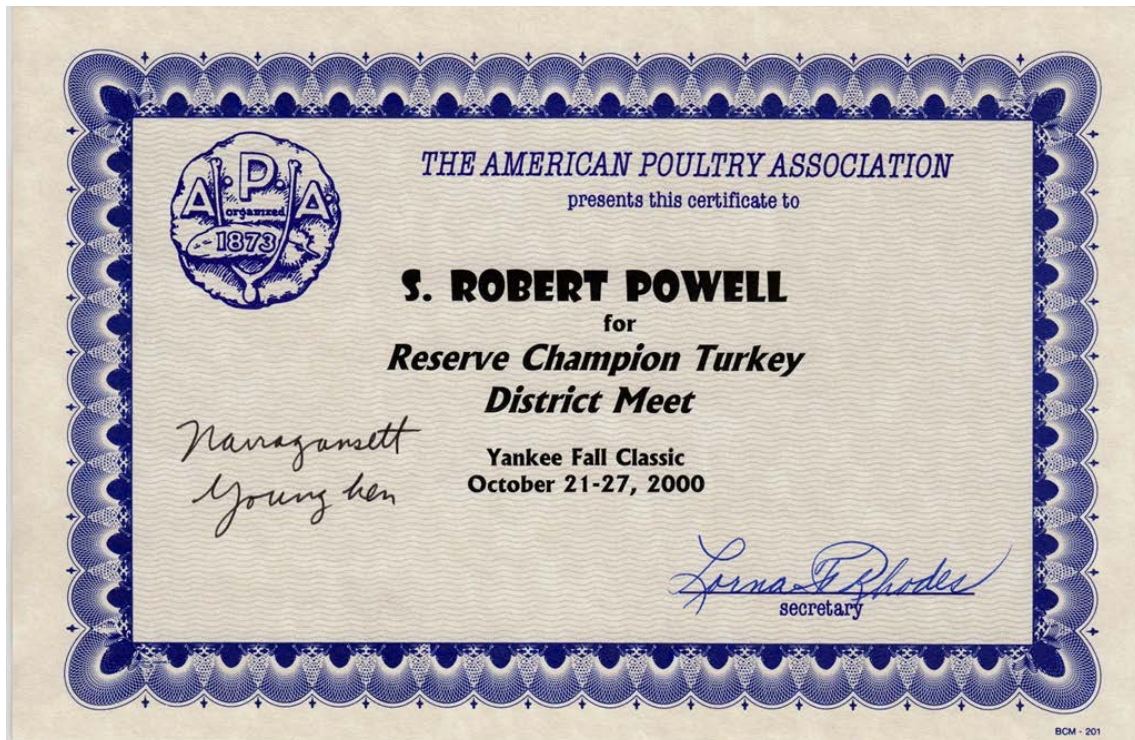 A.P.A
organized
1873
THE AMERICAN POULTRY ASSOCIATION
presents this certificate to
S. ROBERT POWELL
for
Reserve Champion Turkey
District Meet
Narragansett
Young hen
Yankee Fall Classic
October 21-27, 2000
Lorna F Rhodes
secretary
BCM - 201